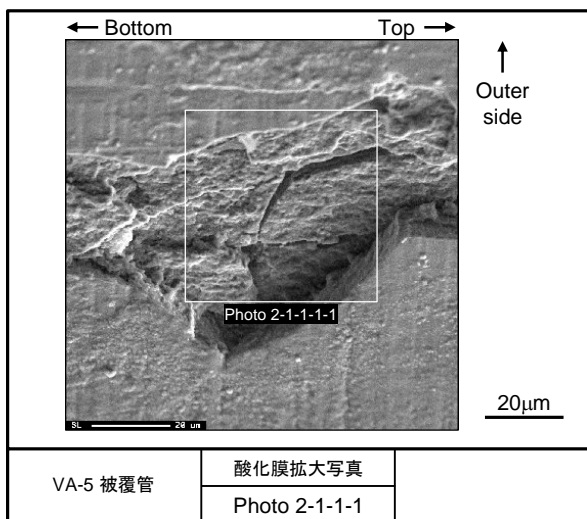 ← Bottom Top →
↑
Outer
side
Photo 2-1-1-1-1
SL 20 um
20μm
VA-5 被覆管
酸化膜拡大写真
Photo 2-1-1-1